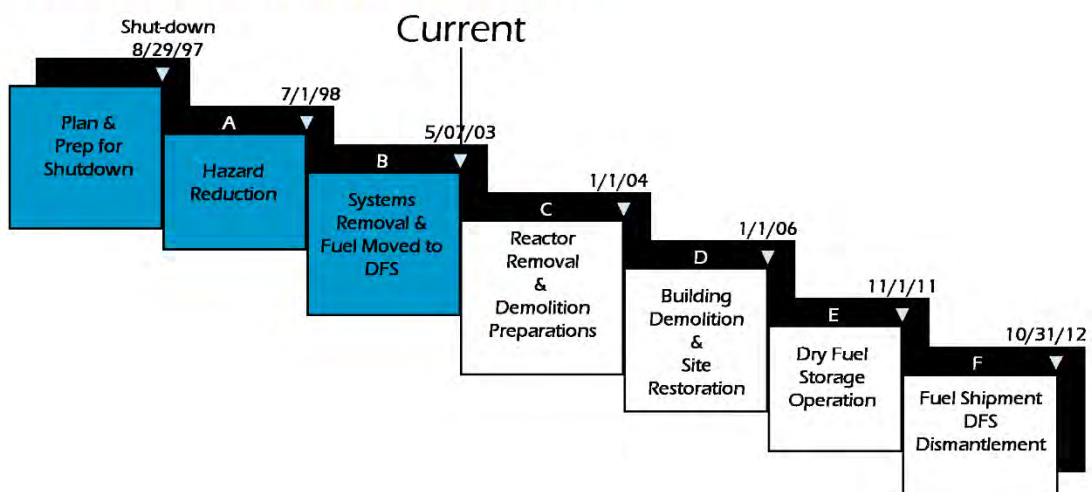 Shut-down
8/29/97
Current
Plan &
Prep for
Shutdown
7/1/98
A
Hazard
Reduction
5/07/03
B
Systems
Removal &
Fuel Moved to
DFS
1/1/04
C
Reactor
Removal
&
Demolition
Preparations
1/1/06
D
Building
Demolition
&
Site
Restoration
11/1/11
E
Dry Fuel
Storage
Operation
10/31/12
F
Fuel Shipment
DFS
Dismantlement